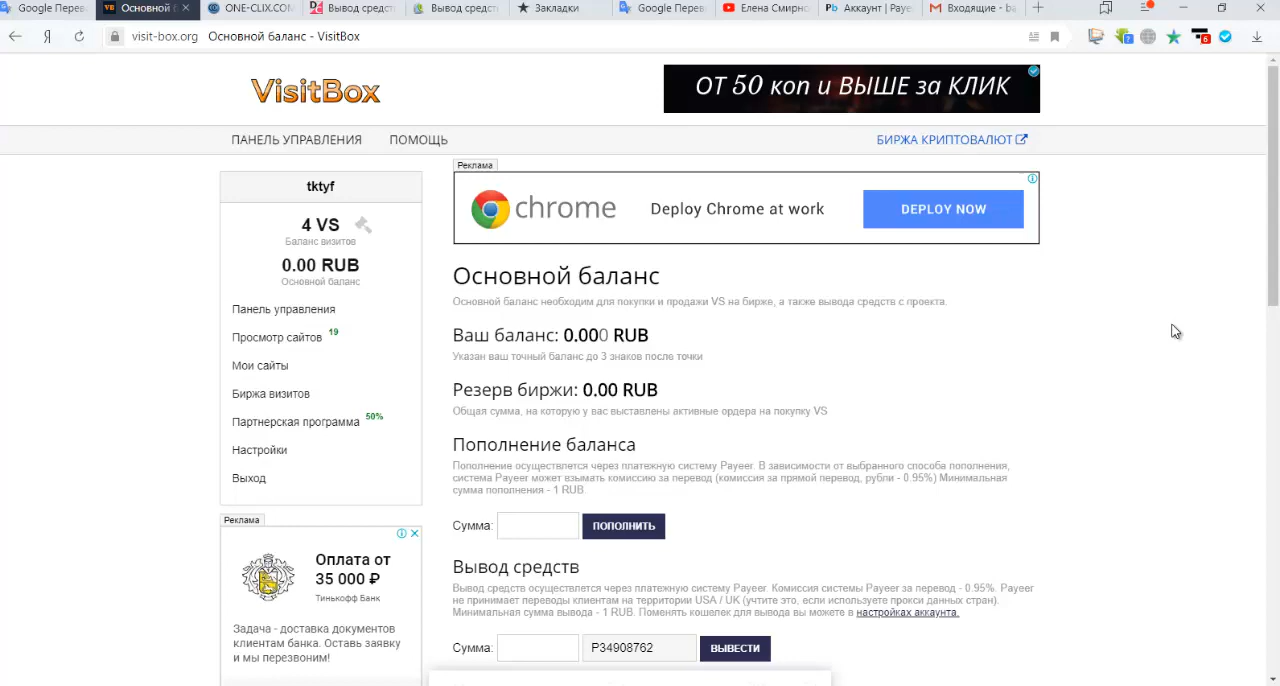 Google Пере
Основной б
ONE-CLIX.CON
Вывод средст
Вывод средст
Закладки
Google Пере
Елена Смирно
Аккаунт | Paye
Входящие - ba
visit-box.org Основной баланс - VisitBox
VisitBox
ОТ 50 коп и ВЫШЕ за КЛИК
ПАНЕЛЬ УПРАВЛЕНИЯ
ПОМОЩЬ
БИРЖА КРИПТОВАЛЮТ
tktyf
4 VS
Баланс визитов
0.00 RUB
Основной баланс
Панель управления
Просмотр сайтов 19
Мои сайты
Биржа визитов
Партнерская программа 50%
Настройки
Выход
Реклама
Оплата от
35 000 ₽
Тинькофф Банк
Задача - доставка документов
клиентам банка. Оставь заявку
и мы перезвоним!
Реклама
chrome
Deploy Chrome at work
DEPLOY NOW
Основной баланс
Основной баланс необходим для покупки и продажи VS на бирже, а также вывода средств с проекта.
Ваш баланс: 0.000 RUB
Указан ваш точный баланс до 3 знаков после точки
Резерв биржи: 0.00 RUB
Общая сумма, на которую у вас выставлены активные ордера на покупку VS
Пополнение баланса
Пополнение осуществлется через платежную систему Payeer. В зависимости от выбранного способа пополнения,
система Payeer может взымать комиссию за перевод (комиссия за прямой перевод, рубли - 0.95%) Минимальная
сумма пополнения - 1 RUB.
Сумма:
ПОПОЛНИТЬ
Вывод средств
Вывод средств осуществлется через платежную систему Payeer. Комиссия системы Payeer за перевод - 0.95%. Payeer
не принимает переводы клиентам на территории USA / UK (учтите это, если используете прокси данных стран).
Минимальная сумма вывода - 1 RUB. Поменять кошелек для вывода вы можете в настройках аккаунта.
Сумма:
P34908762
ВЫВЕСТИ